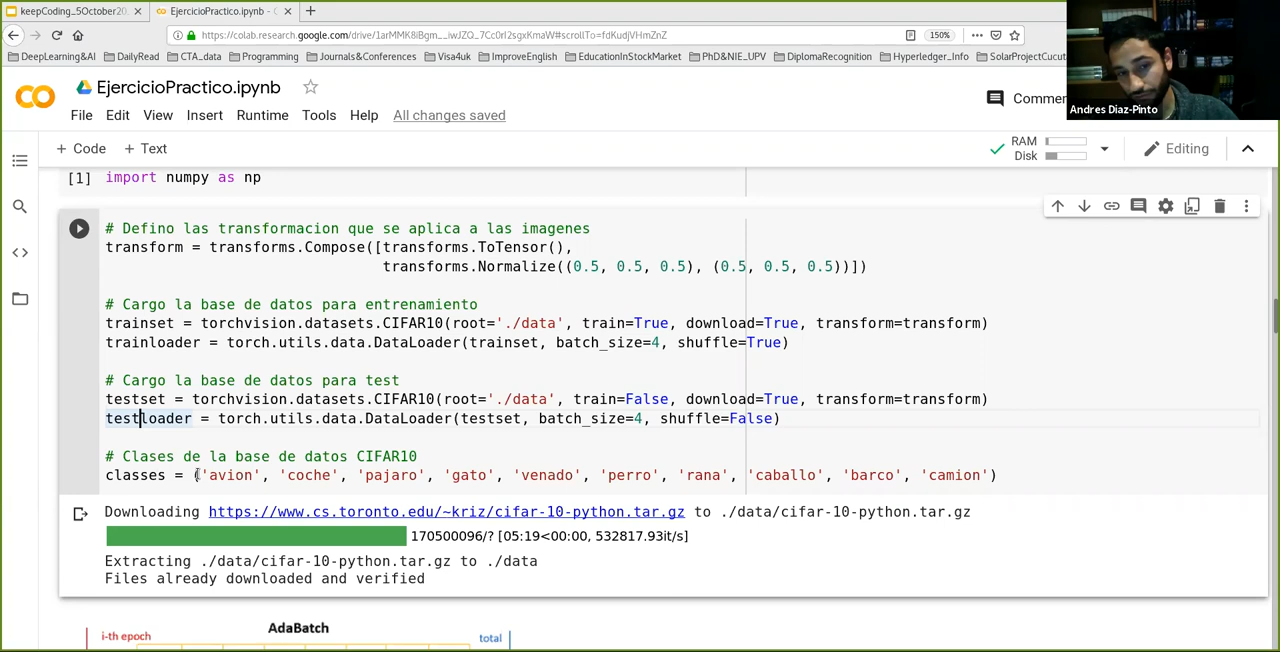 keepCoding_5October20
EjercicioPractico.ipynb -
https://colab.research.google.com/drive/
150%
DeepLearning&AI
DailyRead
CTA_data
Programming
Journals&Conferences
Visa4uk
ImproveEnglish
EducationInStockMarket
PhD&NIE_UPV
DiplomaRecognition
Hyperledger_Info
SolarProjectCucut
Andres Diaz-Pinto
CO
EjercicioPractico.ipynb
Commen
File Edit View Insert Runtime Tools Help All changes saved
+ Code + Text
RAM
Disk
Editing
[1] import numpy as np
# Defino las transformacion que se aplica a las imagenes
transform = transforms.Compose([transforms.ToTensor(),
transforms.Normalize((0.5, 0.5, 0.5), (0.5, 0.5, 0.5))])
# Cargo la base de datos para entrenamiento
trainset = torchvision.datasets.CIFAR10(root='./data', train=True, download=True, transform=transform)
trainloader = torch.utils.data.DataLoader(trainset, batch_size=4, shuffle=True)
# Cargo la base de datos para test
testset = torchvision.datasets.CIFAR10(root='./data', train=False, download=True, transform=transform)
testloader = torch.utils.data.DataLoader(testset, batch_size=4, shuffle=False)
# Clases de la base de datos CIFAR10
classes = ('avion', 'coche', 'pajaro', 'gato', 'venado', 'perro', 'rana', 'caballo', 'barco', 'camion')
Downloading https://www.cs.toronto.edu/~kriz/cifar-10-python.tar.gz to ./data/cifar-10-python.tar.gz
170500096/? [05:19<00:00, 532817.93it/s]
Extracting ./data/cifar-10-python.tar.gz to ./data
Files already downloaded and verified
AdaBatch
i-th epoch
total